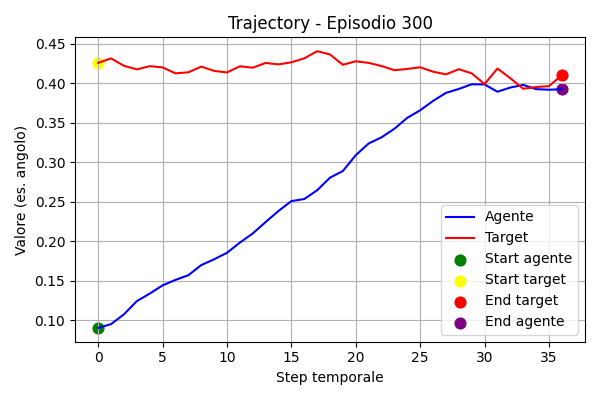 Trajectory - Episodio 300
Valore (es. angolo)
0.45
0.40
0.35
0.30
0.25
0.20
0.15
0.10
0 5 10 15 20 25 30 35
Step temporale
Agente
Target
Start agente
Start target
End target
End agente